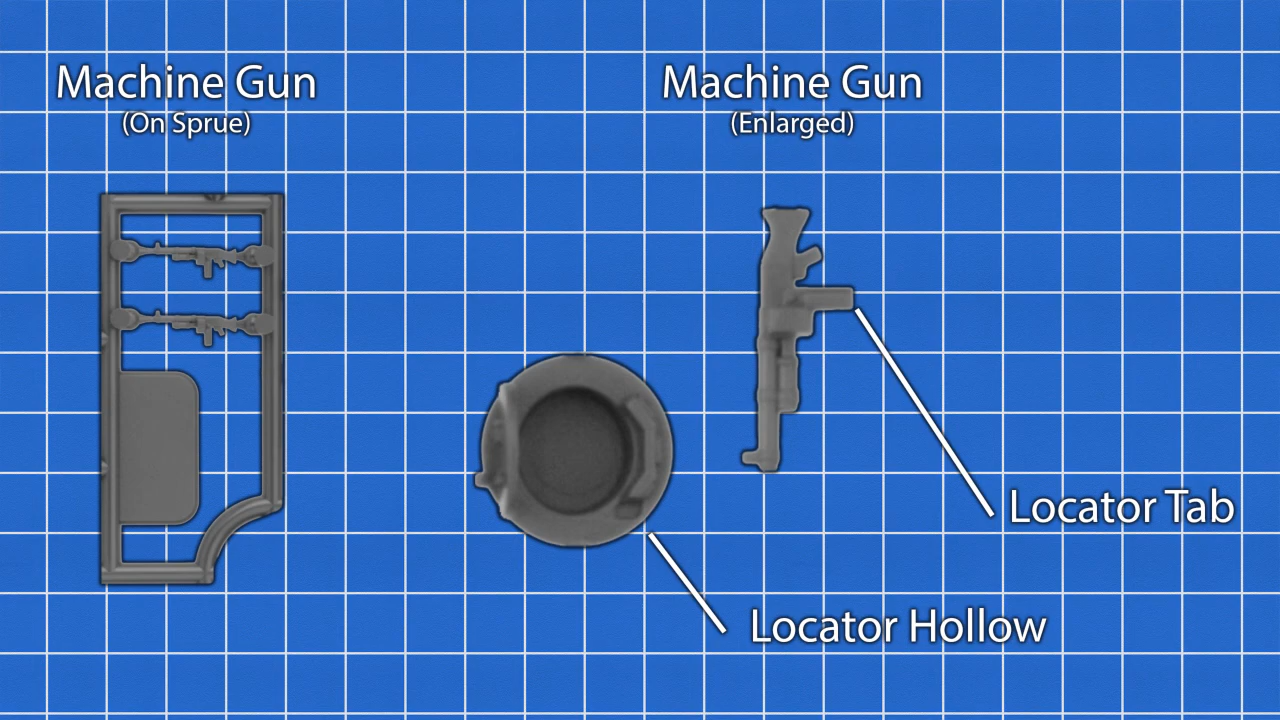 Machine Gun
(On Sprue)
Machine Gun
(Enlarged)
Locator Tab
Locator Hollow